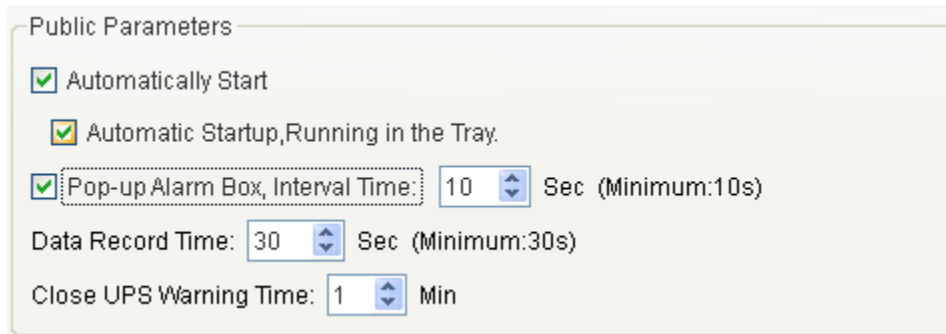 Public Parameters
Automatically Start
Automatic Startup,Running in the Tray.
Pop-up Alarm Box, Interval Time: 10 Sec (Minimum:10s)
Data Record Time: 30 Sec (Minimum:30s)
Close UPS Warning Time: 1 Min